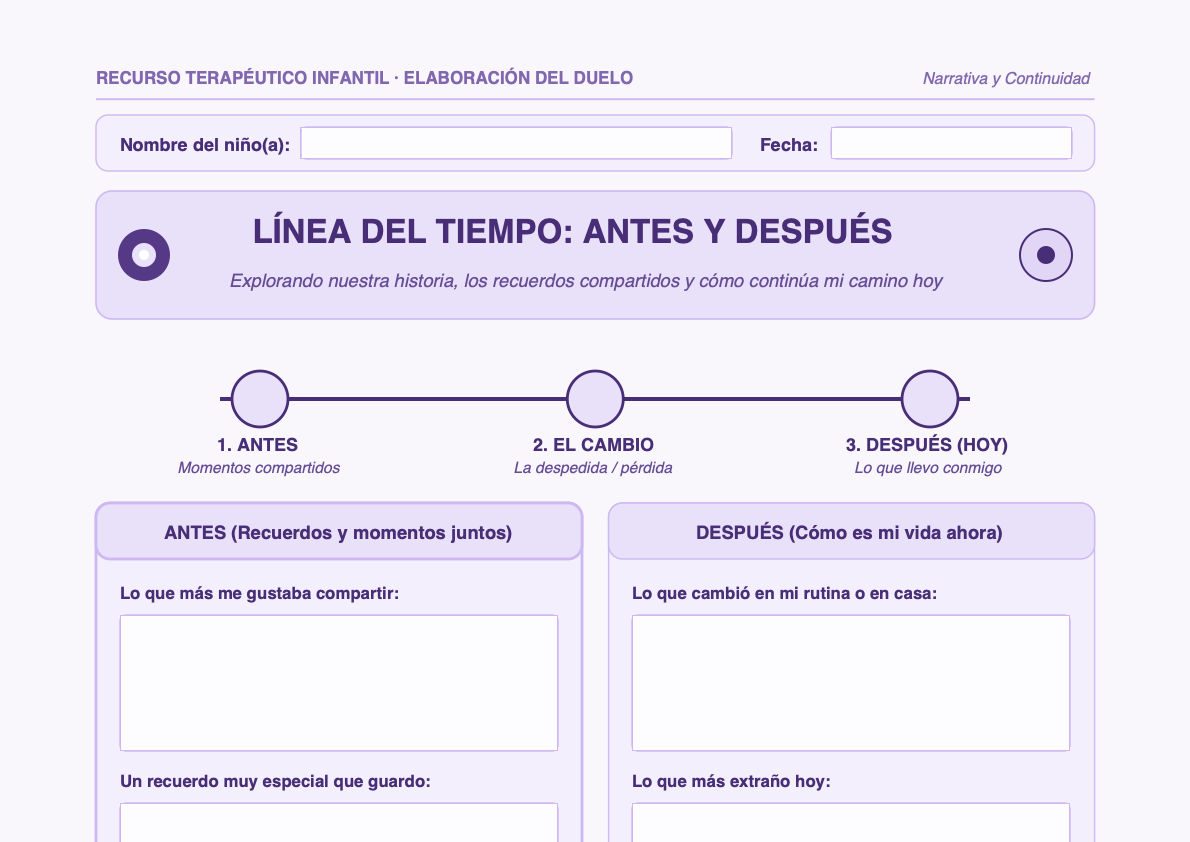 RECURSO TERAPÉUTICO INFANTIL · ELABORACIÓN DEL DUELO
Narrativa y Continuidad
Nombre del niño(a):
Fecha:
LÍNEA DEL TIEMPO: ANTES Y DESPUÉS
Explorando nuestra historia, los recuerdos compartidos y cómo continúa mi camino hoy
1. ANTES
Momentos compartidos
2. EL CAMBIO
La despedida / pérdida
3. DESPUÉS (HOY)
Lo que llevo conmigo
ANTES (Recuerdos y momentos juntos)
Lo que más me gustaba compartir:
Un recuerdo muy especial que guardo:
DESPUÉS (Cómo es mi vida ahora)
Lo que cambió en mi rutina o en casa:
Lo que más extraño hoy: